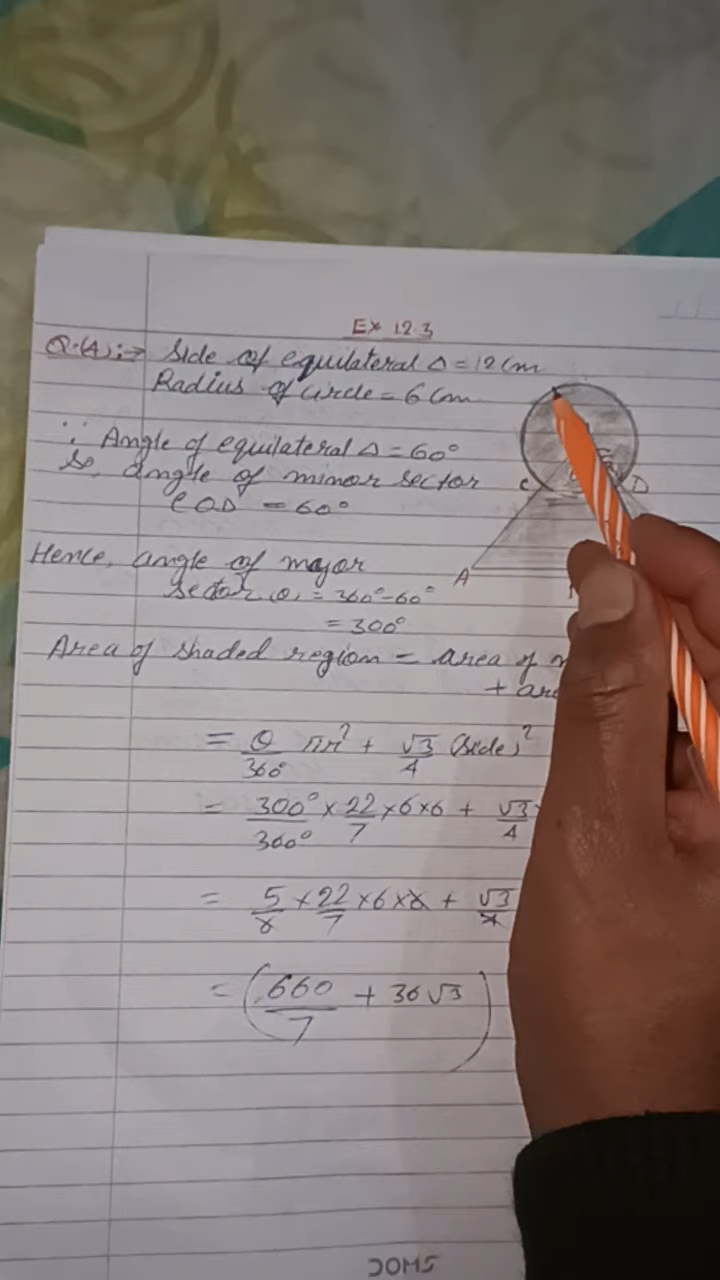 Ex 12.3
Q.(4) :→ Side of equilateral Δ = 12 cm
Radius of circle = 6 cm
∵ Angle of equilateral Δ = 60°
So, angle of minor sector
COD = 60°
C
D
Hence, angle of major
sector (θ) = 360° - 60°
A
= 300°
Area of shaded region = area of
+
= θ/360° πr² + √3/4 (side)²
= 300°/360° × 22/7 × 6 × 6 + √3/4
= 5/6 × 22/7 × 6 × 6 + √3/4
= (660/7 + 36√3)